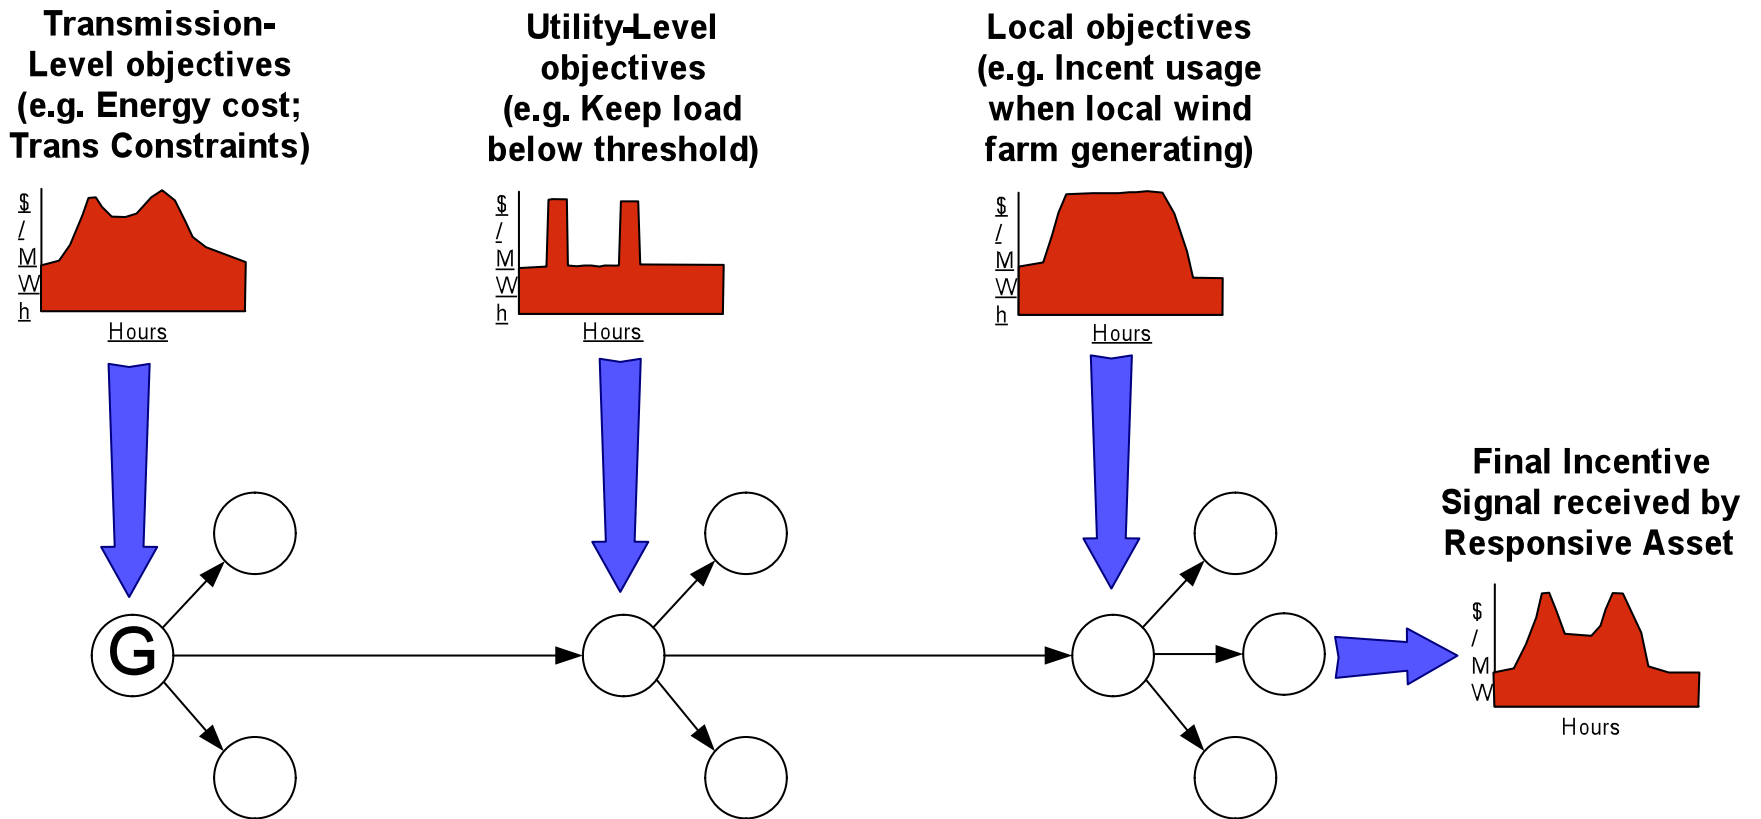 Transmission-
Level objectives
(e.g. Energy cost;
Trans Constraints)
$
/
M
W
h
Hours
Utility-Level
objectives
(e.g. Keep load
below threshold)
$
/
M
W
h
Hours
Local objectives
(e.g. Incent usage
when local wind
farm generating)
$
/
M
W
h
Hours
G
Final Incentive
Signal received by
Responsive Asset
$
/
M
W
Hours